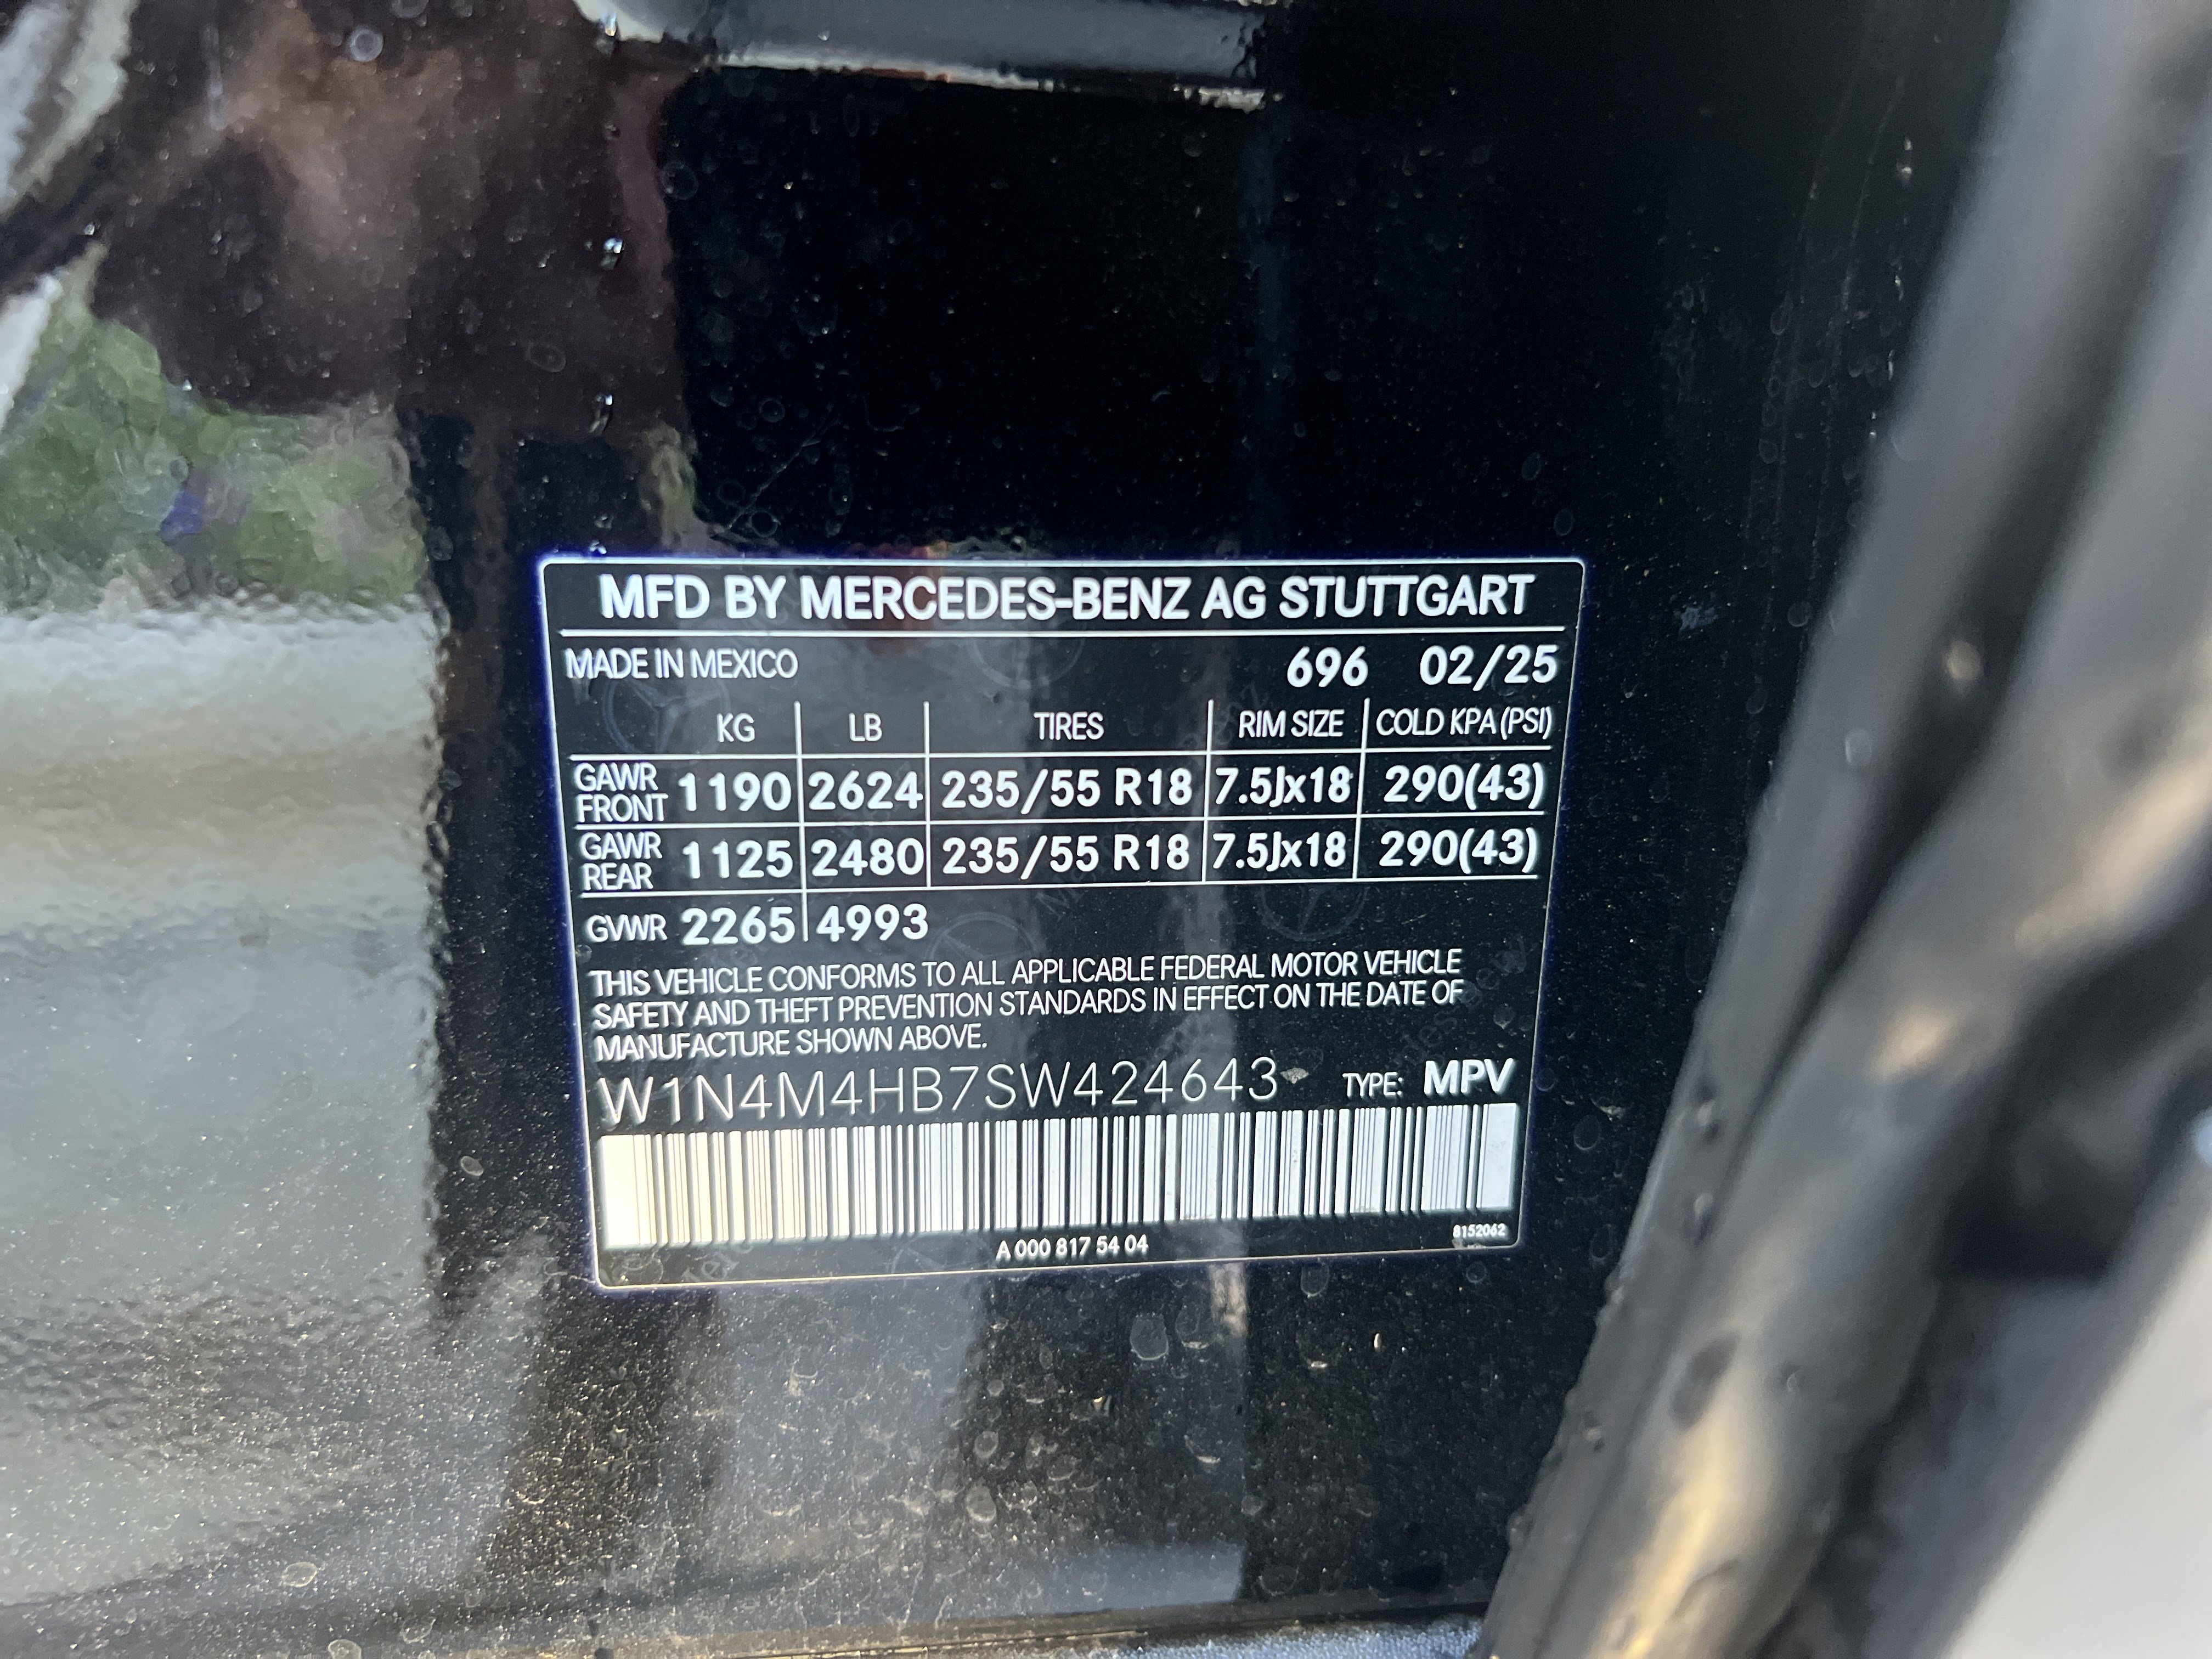 MFD BY MERCEDES-BENZ AG STUTTGART
MADE IN MEXICO 696 02/25
KG LB TIRES RIM SIZE COLD KPA (PSI)
GAWR FRONT 1190 2624 235/55 R18 7.5Jx18 290(43)
GAWR REAR 1125 2480 235/55 R18 7.5Jx18 290(43)
GVWR 2265 4993
THIS VEHICLE CONFORMS TO ALL APPLICABLE FEDERAL MOTOR VEHICLE
SAFETY AND THEFT PREVENTION STANDARDS IN EFFECT ON THE DATE OF
MANUFACTURE SHOWN ABOVE.
W1N4M4HB7SW424643 TYPE: MPV
A 000 817 54 04 8152062